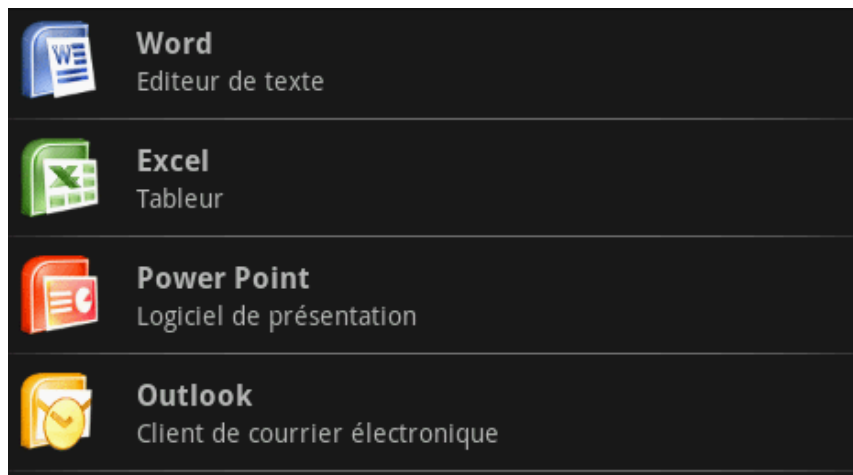 Word
Editeur de texte
Excel
Tableur
Power Point
Logiciel de présentation
Outlook
Client de courrier électronique